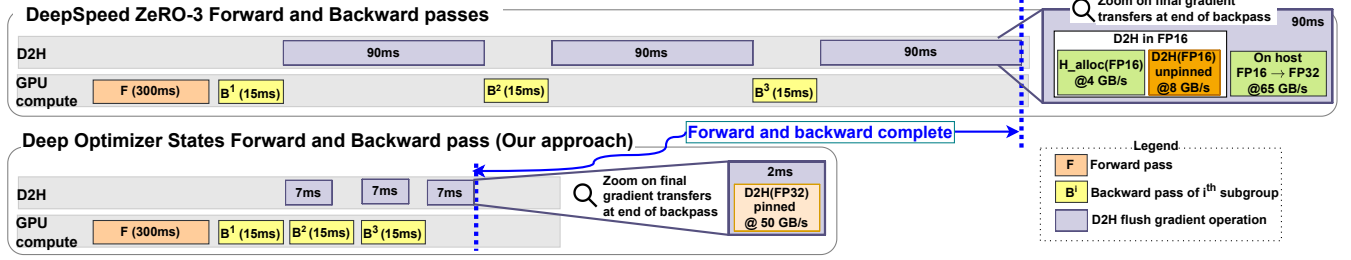 DeepSpeed ZeRO-3 Forward and Backward passes
D2H
90ms
90ms
90ms
GPU
compute
F (300ms)
B¹ (15ms)
B² (15ms)
B³ (15ms)
Zoom on final gradient
transfers at end of backpass
90ms
D2H in FP16
H_alloc(FP16)
@4 GB/s
D2H(FP16)
unpinned
@8 GB/s
On host
FP16 → FP32
@65 GB/s
Forward and backward complete
Deep Optimizer States Forward and Backward pass (Our approach)
D2H
7ms
7ms
7ms
GPU
compute
F (300ms)
B¹ (15ms)
B² (15ms)
B³ (15ms)
Zoom on final
gradient transfers
at end of backpass
2ms
D2H(FP32)
pinned
@ 50 GB/s
Legend
F
Forward pass
Bⁱ
Backward pass of iᵗʰ subgroup
D2H flush gradient operation